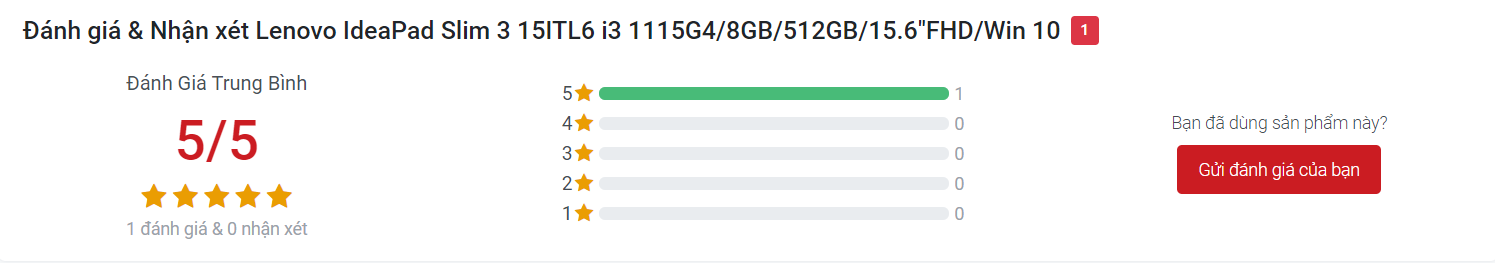 Đánh giá & Nhận xét Lenovo IdeaPad Slim 3 15ITL6 i3 1115G4/8GB/512GB/15.6"FHD/Win 10 1
Đánh Giá Trung Bình
5/5
1 đánh giá & 0 nhận xét
5 1
4 0
3 0
2 0
1 0
Bạn đã dùng sản phẩm này?
Gửi đánh giá của bạn